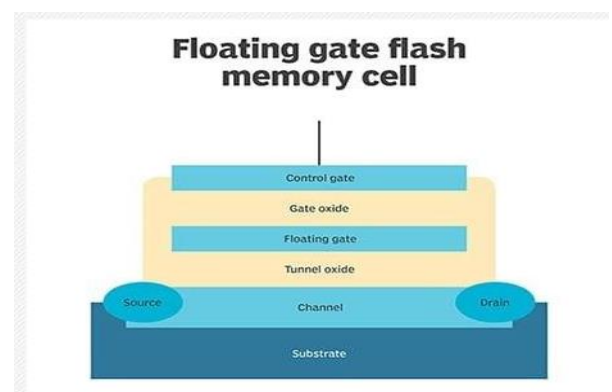 Floating gate flash
memory cell
Control gate
Gate oxide
Floating gate
Tunnel oxide
Source
Channel
Drain
Substrate